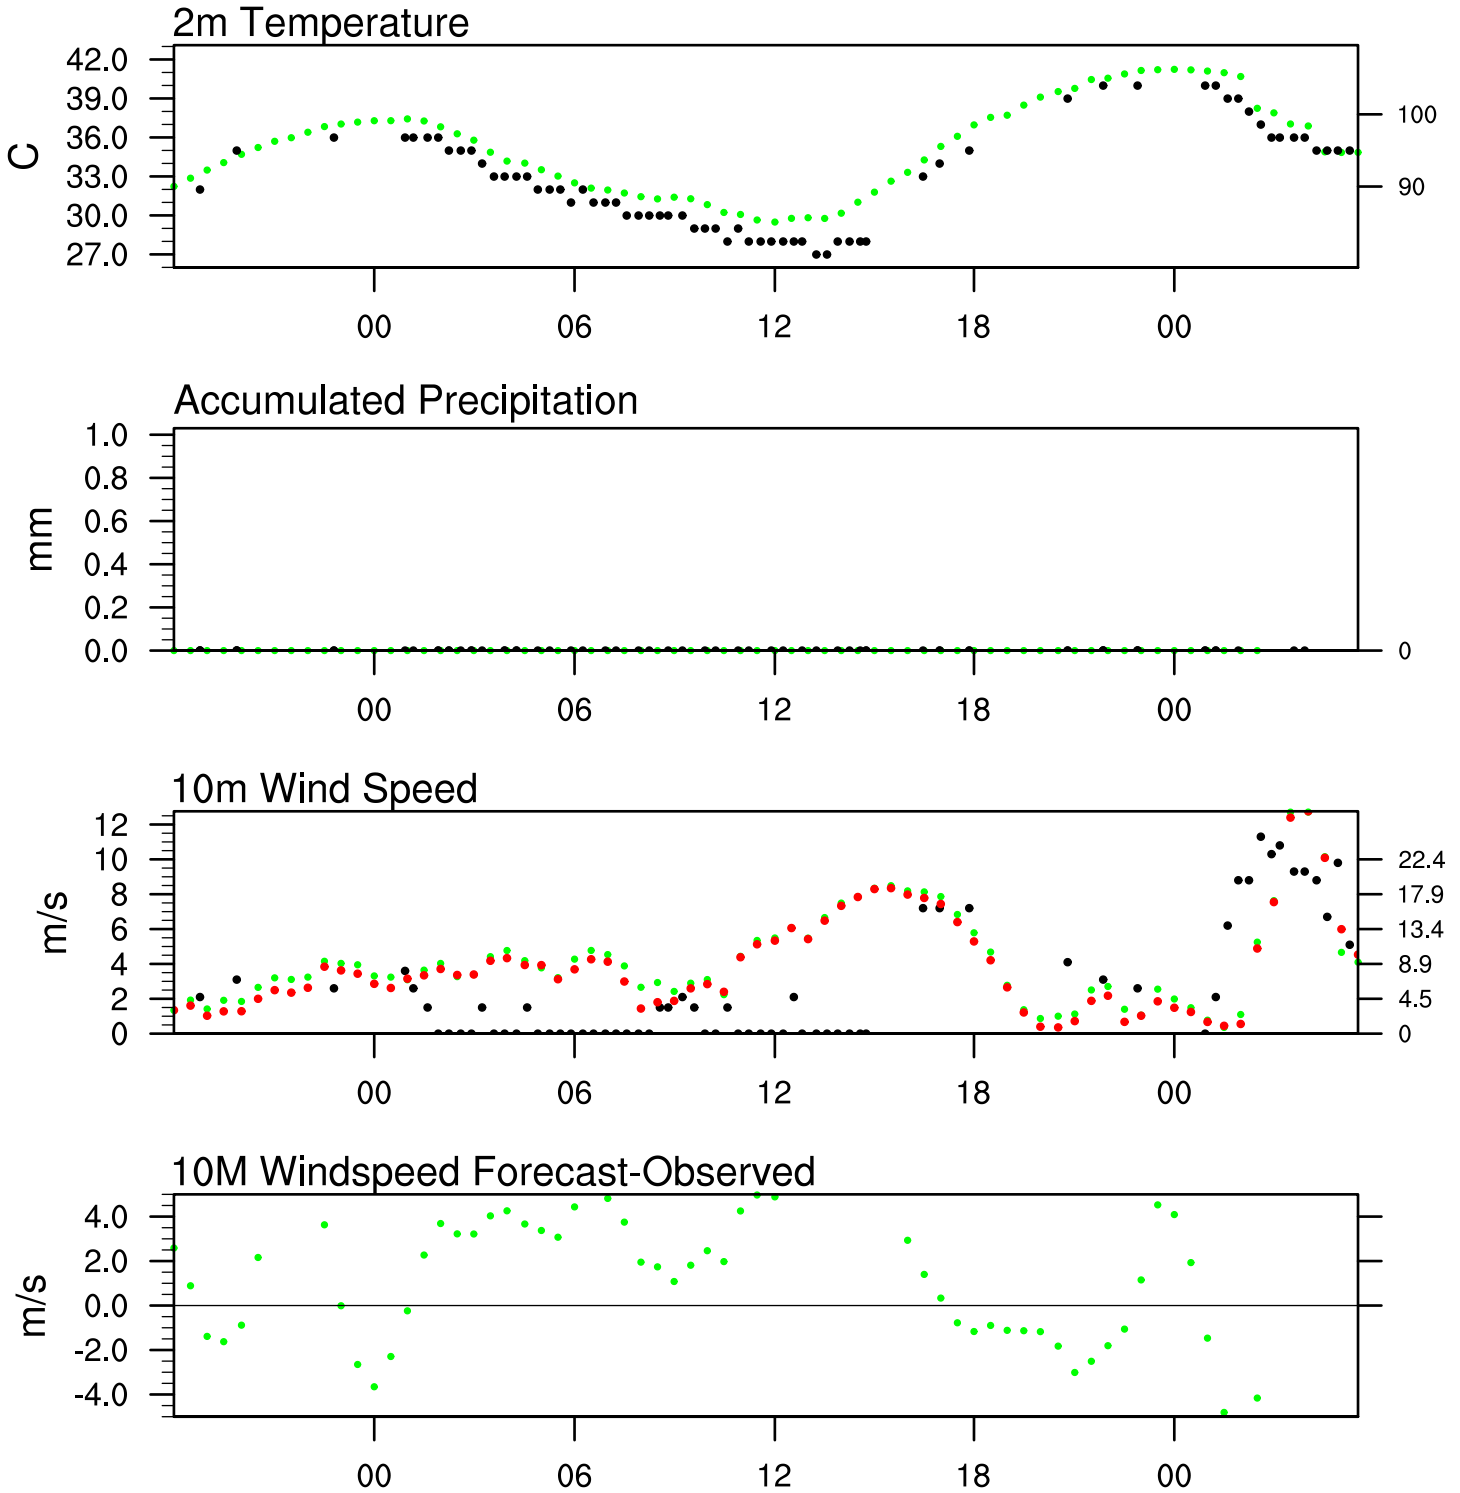 2m Temperature
42.0
39.0
36.0
33.0
30.0
27.0
C
100
90
00 06 12 18 00
Accumulated Precipitation
1.0
0.8
0.6
0.4
0.2
0.0
mm
0
00 06 12 18 00
10m Wind Speed
12
10
8
6
4
2
0
m/s
22.4
17.9
13.4
8.9
4.5
0
00 06 12 18 00
10M Windspeed Forecast-Observed
4.0
2.0
0.0
-2.0
-4.0
m/s
00 06 12 18 00